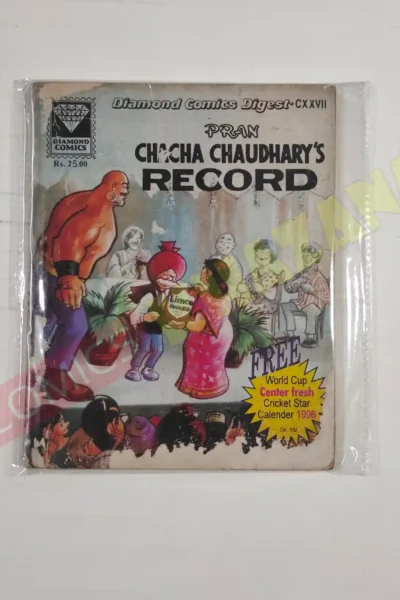 Diamond Comics Digest-CXXVII
DIAMOND
COMICS
Rs. 25.00
PRAN
CHACHA CHAUDHARY'S
RECORD
Limca
FREE
World Cup
Center fresh
Cricket Star
Calender 1996